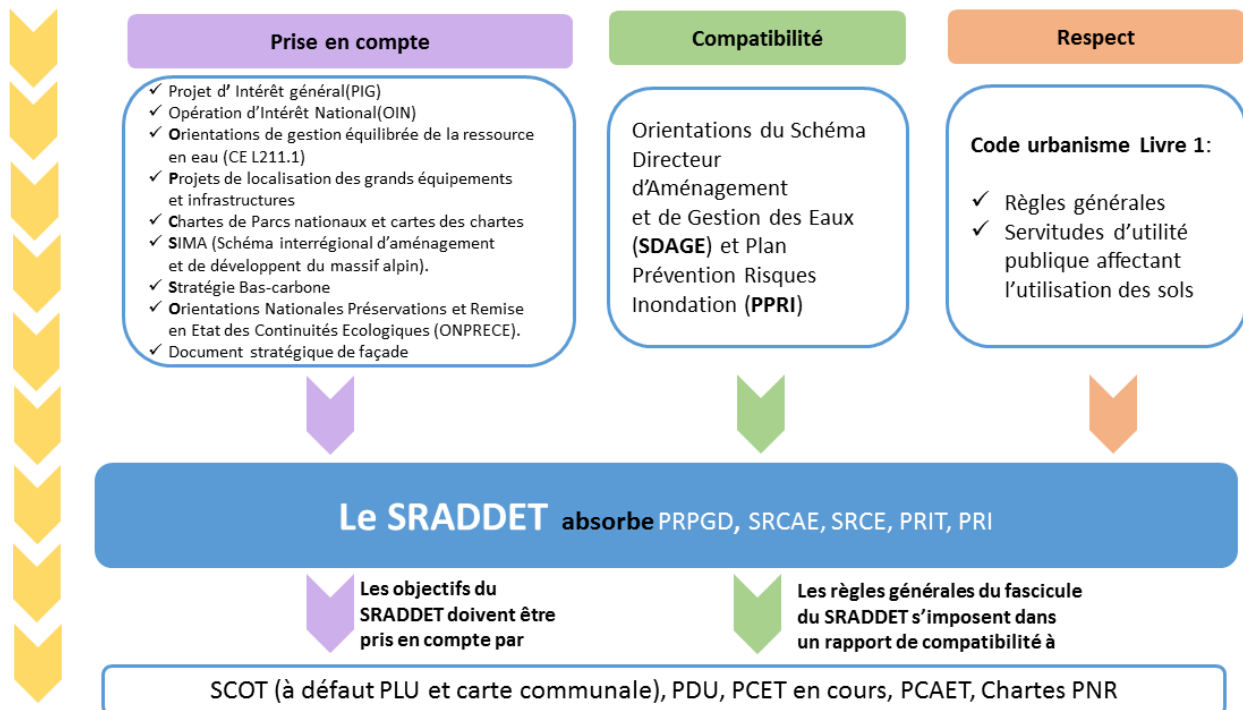 Prise en compte
✓ Projet d' Intérêt général(PIG)
✓ Opération d'Intérêt National(OIN)
✓ Orientations de gestion équilibrée de la ressource
en eau (CE L211.1)
✓ Projets de localisation des grands équipements
et infrastructures
✓ Chartes de Parcs nationaux et cartes des chartes
✓ SIMA (Schéma interrégional d'aménagement
et de développent du massif alpin).
✓ Stratégie Bas-carbone
✓ Orientations Nationales Préservations et Remise
en Etat des Continuités Ecologiques (ONPRECE).
✓ Document stratégique de façade
Compatibilité
Orientations du Schéma
Directeur
d'Aménagement
et de Gestion des Eaux
(SDAGE) et Plan
Prévention Risques
Inondation (PPRI)
Respect
Code urbanisme Livre 1:
✓ Règles générales
✓ Servitudes d'utilité
publique affectant
l'utilisation des sols
Le SRADDET absorbe PRPGD, SRCAE, SRCE, PRIT, PRI
Les objectifs du
SRADDET doivent être
pris en compte par
Les règles générales du fascicule
du SRADDET s'imposent dans
un rapport de compatibilité à
SCOT (à défaut PLU et carte communale), PDU, PCET en cours, PCAET, Chartes PNR